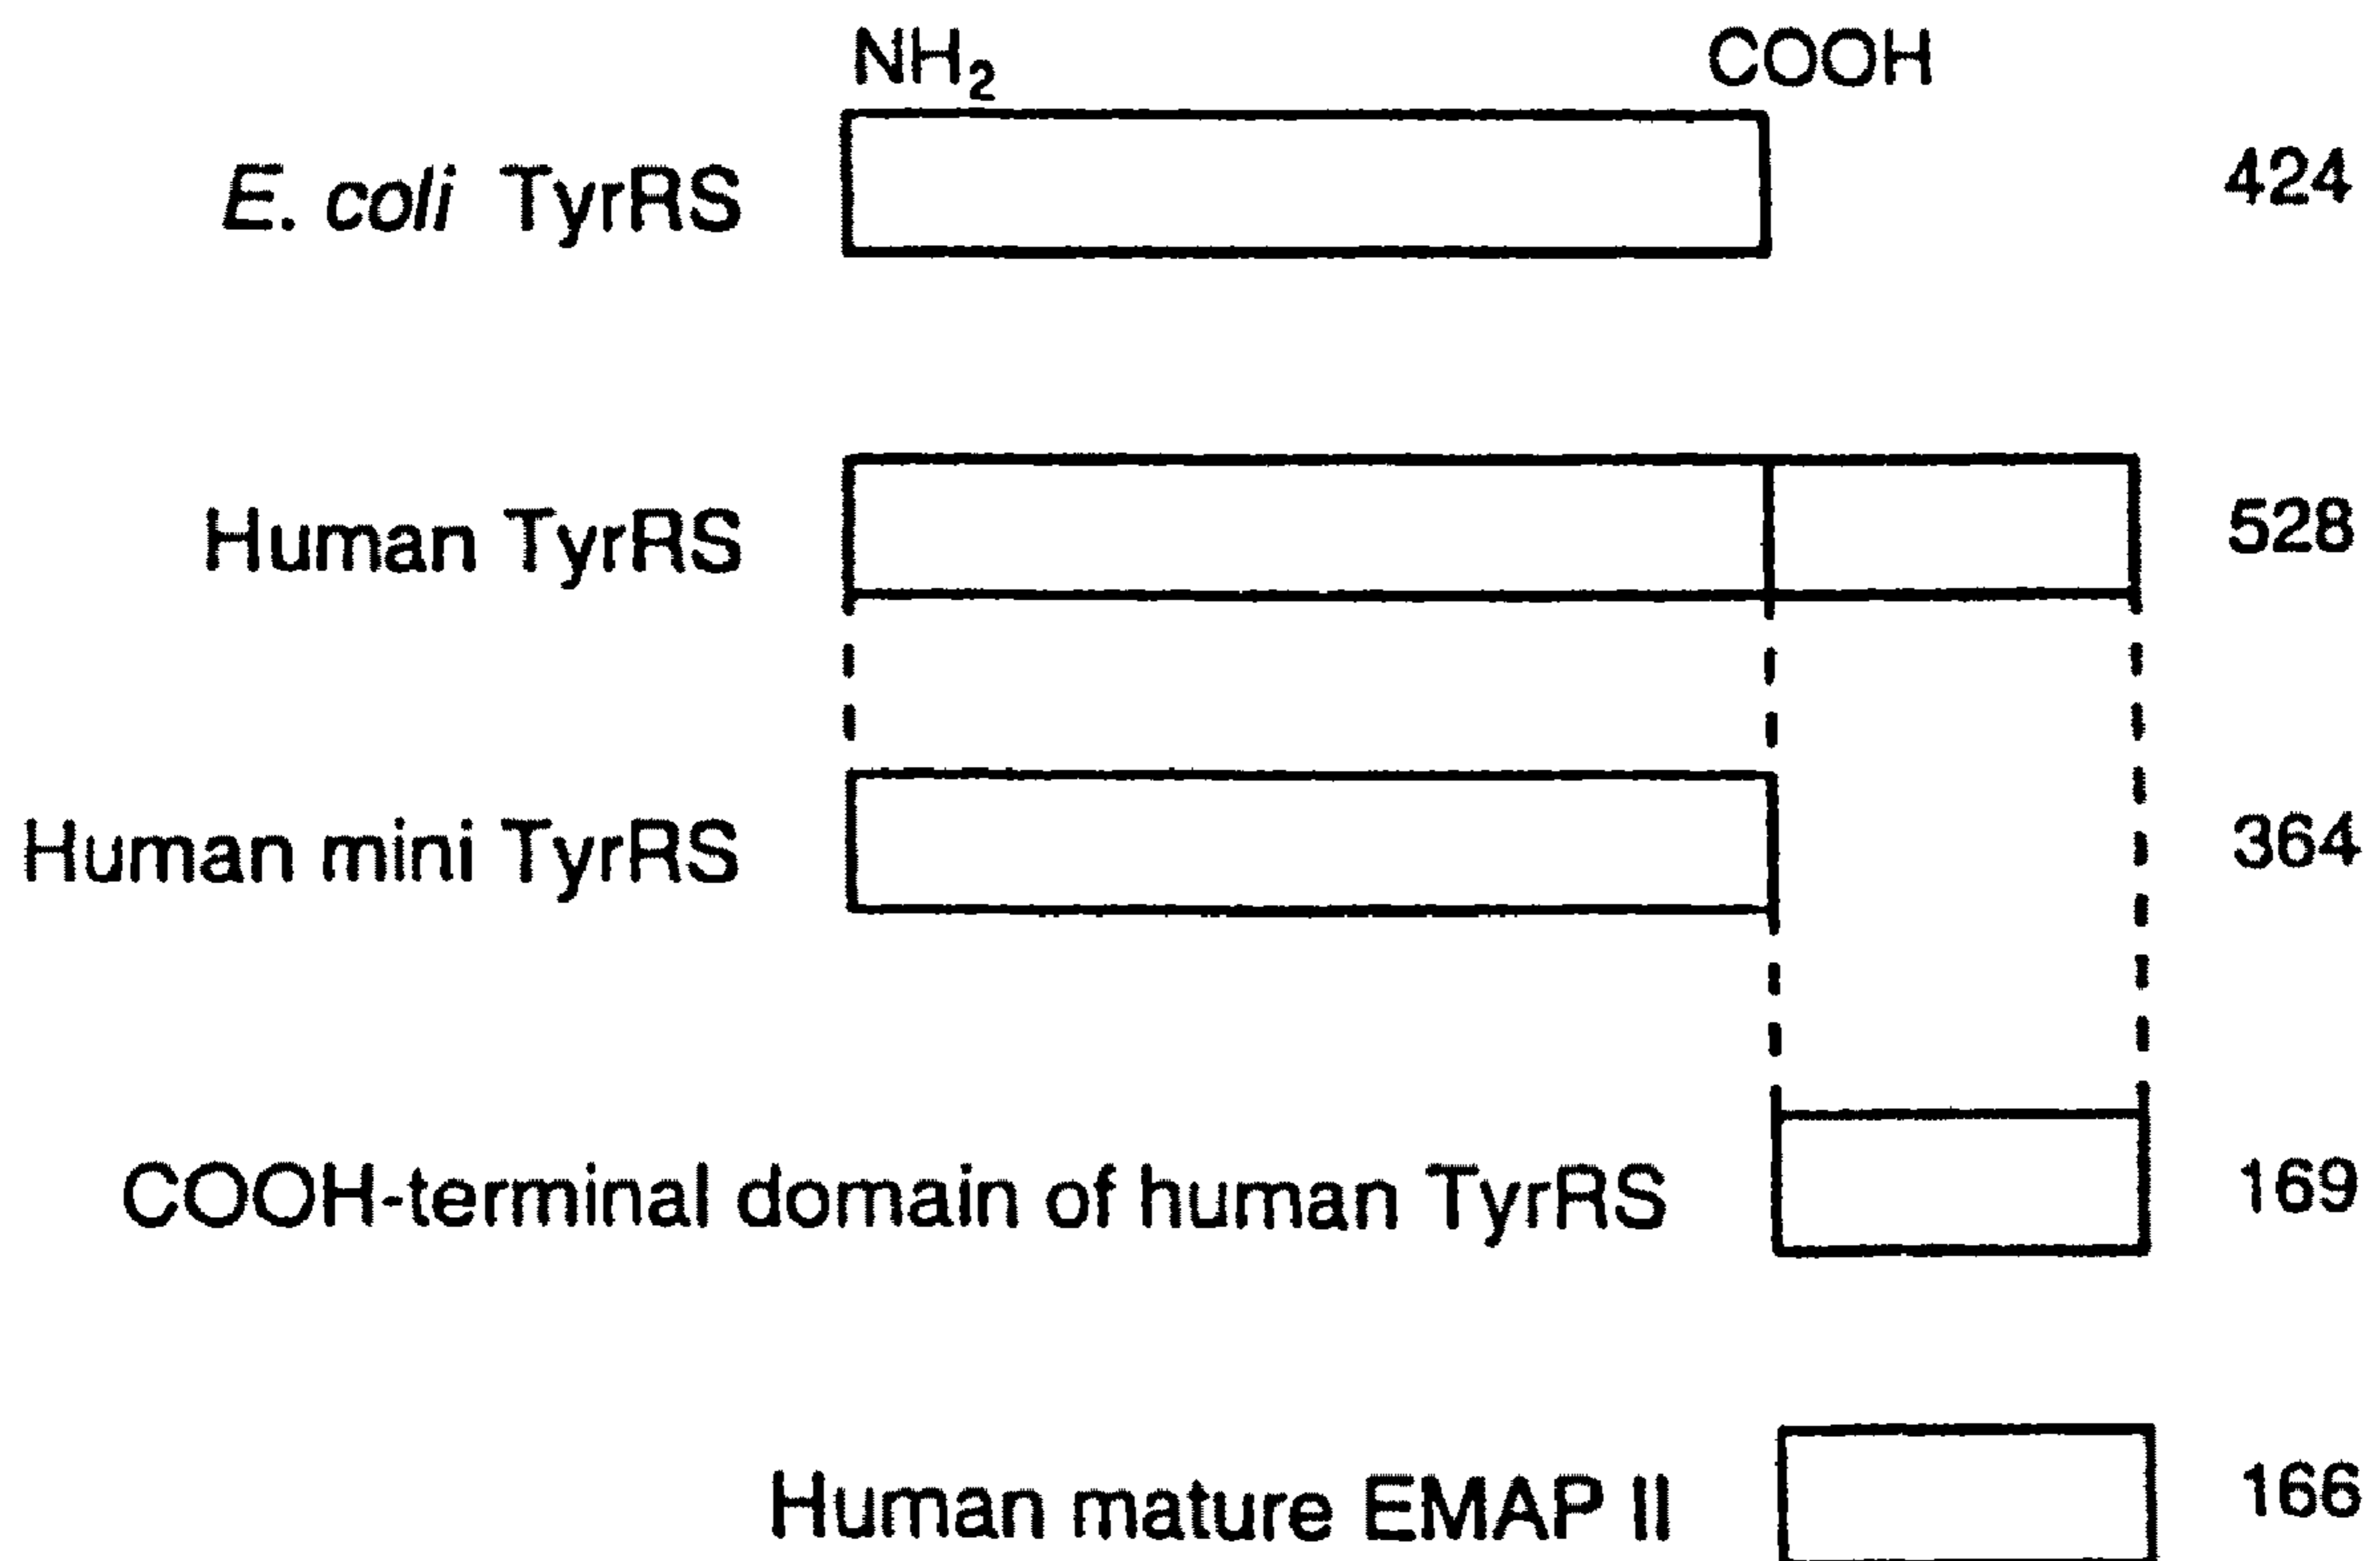 NH2 COOH
E. coli TyrRS 424
Human TyrRS 528
Human mini TyrRS 364
COOH-terminal domain of human TyrRS 169
Human mature EMAP II 166